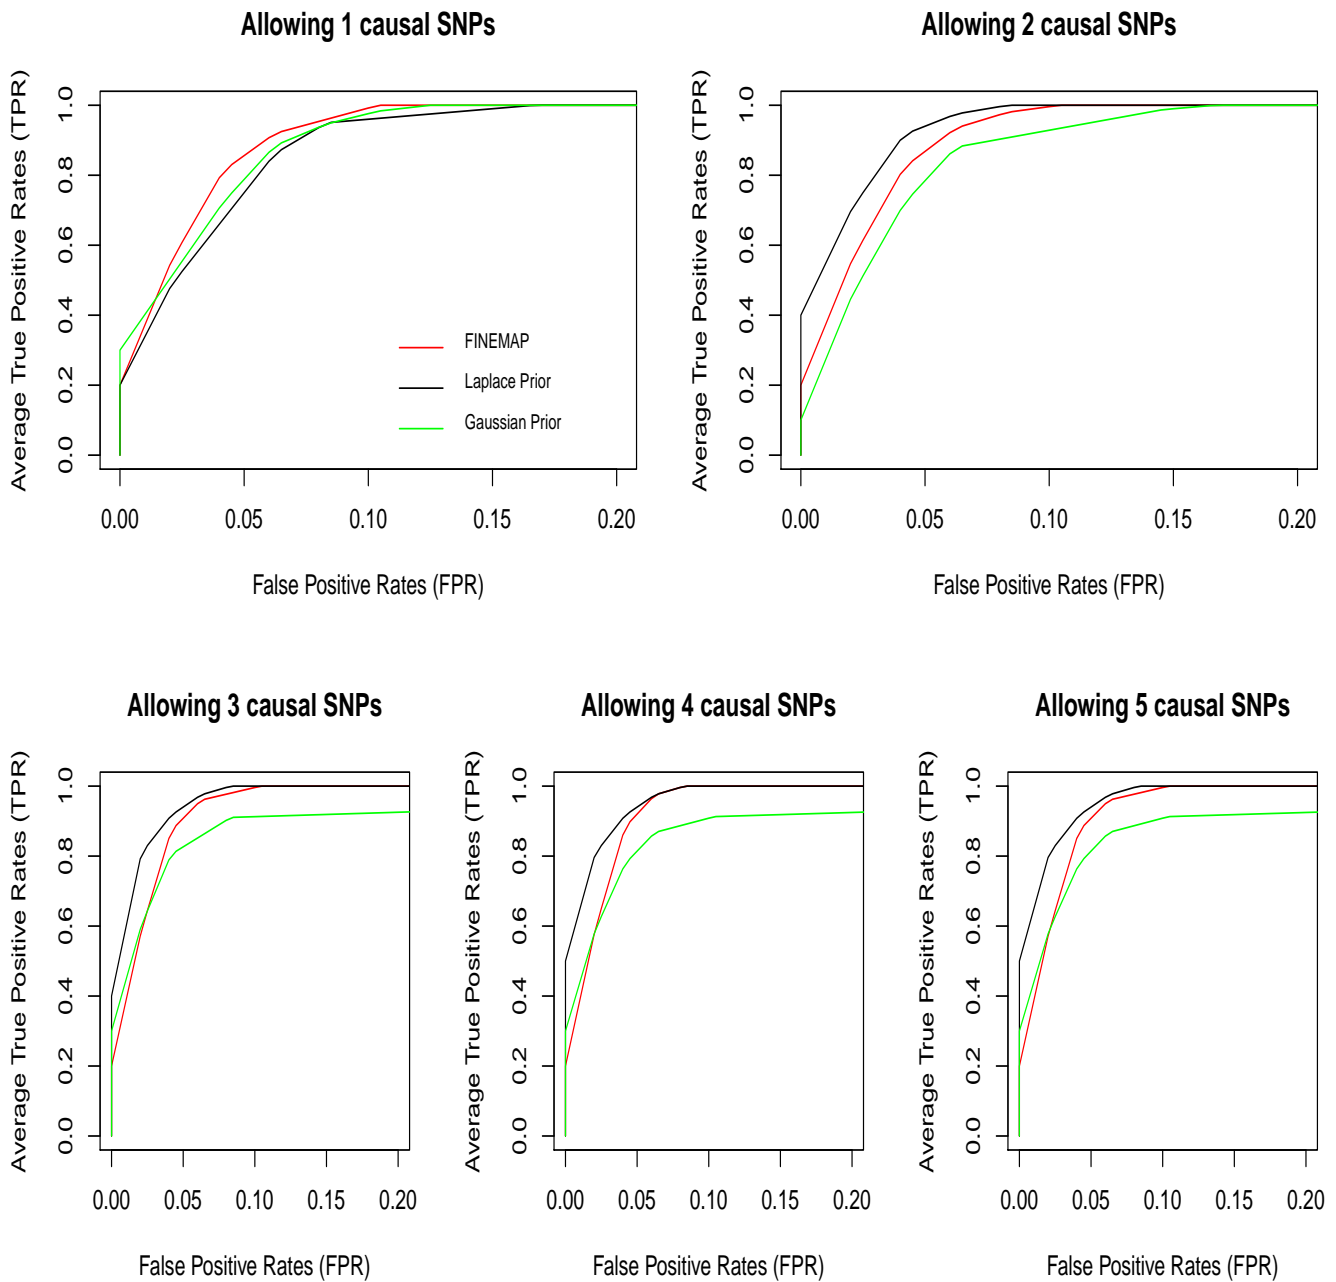 Allowing 1 causal SNPs
Average True Positive Rates (TPR)
0.0 0.2 0.4 0.6 0.8 1.0
FINEMAP
Laplace Prior
Gaussian Prior
0.00 0.05 0.10 0.15 0.20
False Positive Rates (FPR)
Allowing 2 causal SNPs
Average True Positive Rates (TPR)
0.0 0.2 0.4 0.6 0.8 1.0
0.00 0.05 0.10 0.15 0.20
False Positive Rates (FPR)
Allowing 3 causal SNPs
Average True Positive Rates (TPR)
0.0 0.2 0.4 0.6 0.8 1.0
0.00 0.05 0.10 0.15 0.20
False Positive Rates (FPR)
Allowing 4 causal SNPs
Average True Positive Rates (TPR)
0.0 0.2 0.4 0.6 0.8 1.0
0.00 0.05 0.10 0.15 0.20
False Positive Rates (FPR)
Allowing 5 causal SNPs
Average True Positive Rates (TPR)
0.0 0.2 0.4 0.6 0.8 1.0
0.00 0.05 0.10 0.15 0.20
False Positive Rates (FPR)